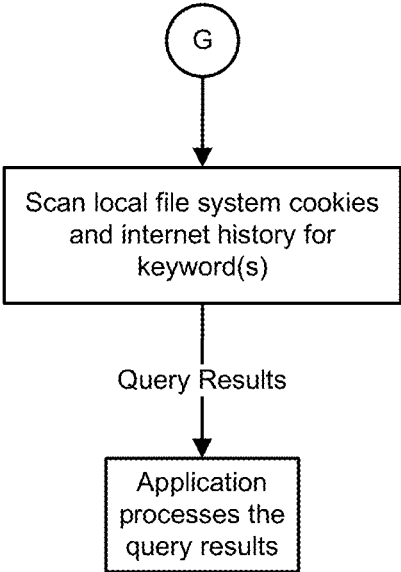 G
Scan local file system cookies
and internet history for
keyword(s)
Query Results
Application
processes the
query results